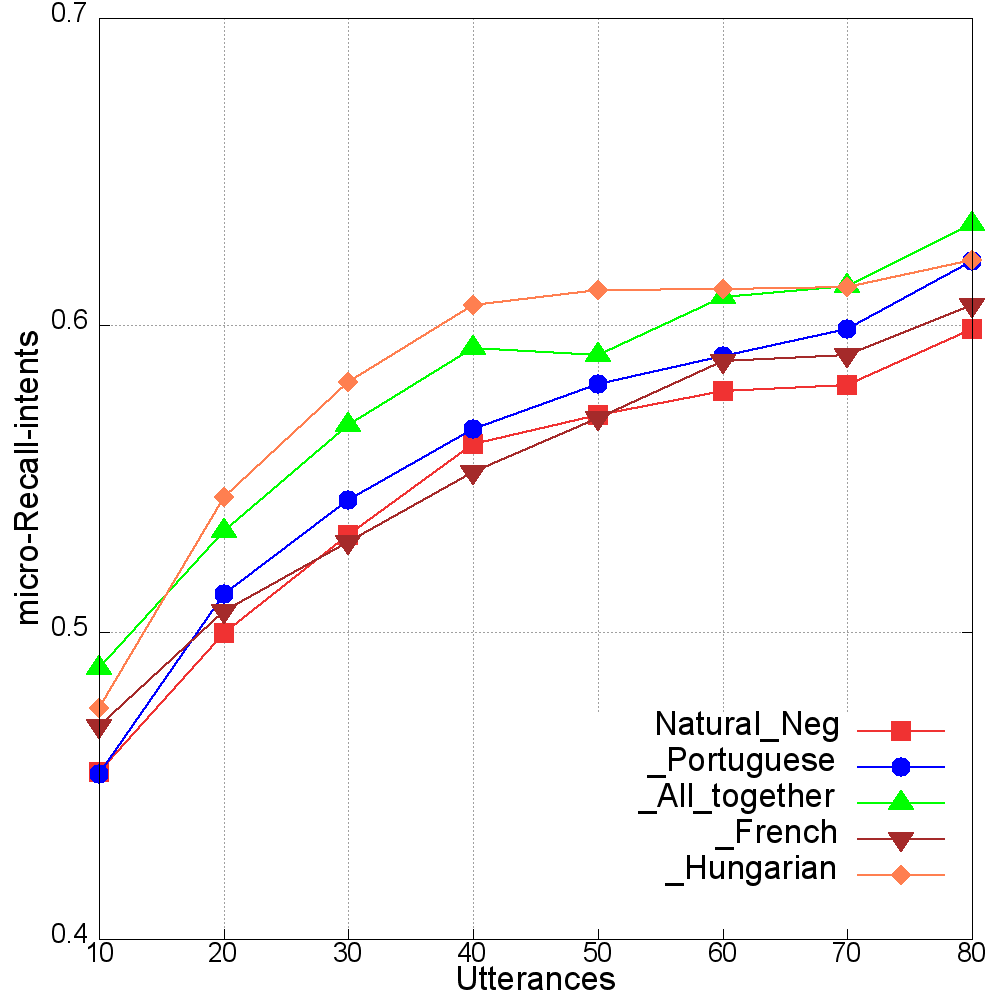 0.7
0.6
0.5
0.4
micro-Recall-intents
Natural_Neg
_Portuguese
_All_together
_French
_Hungarian
10 20 30 40 50 60 70 80
Utterances